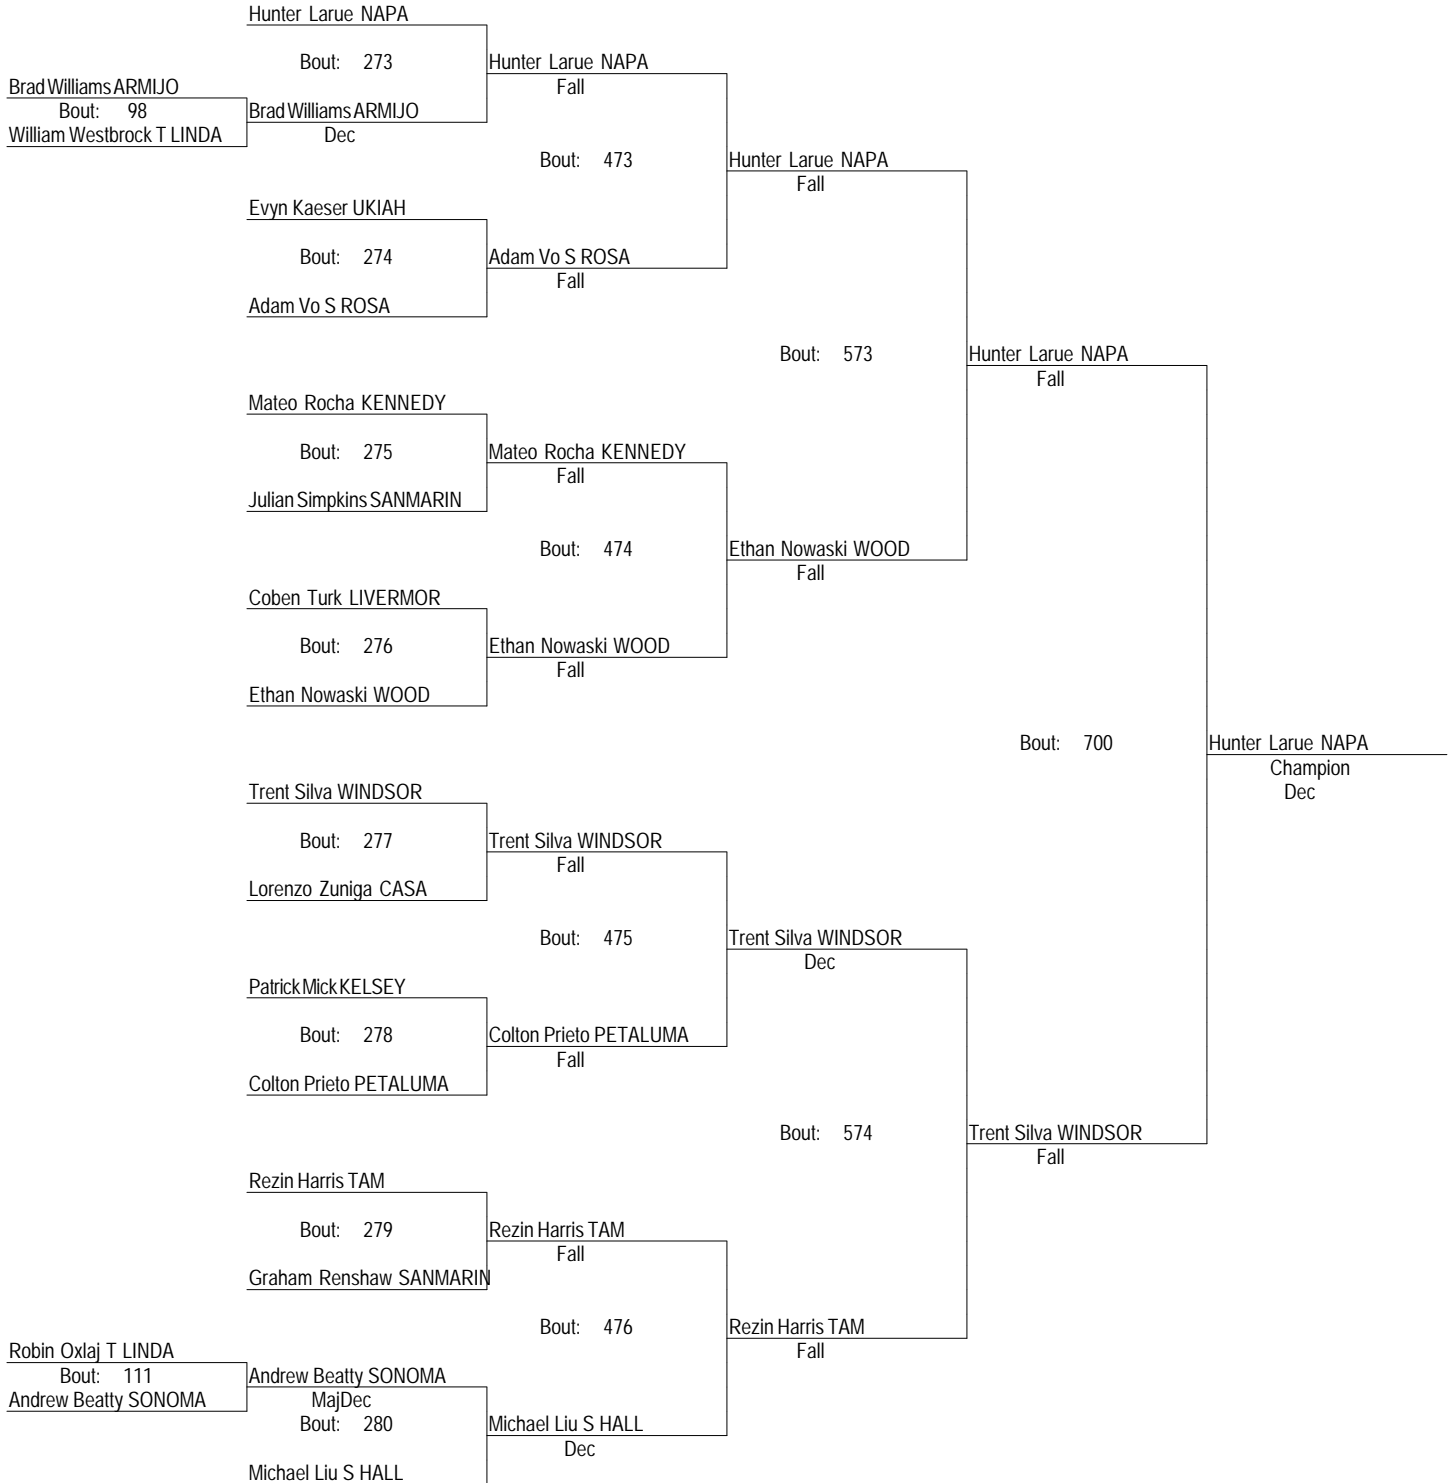 Hunter Larue NAPA
Bout: 273
Hunter Larue NAPA
Fall
Brad Williams ARMIJO
Bout: 98
William Westbrock T LINDA
Brad Williams ARMIJO
Dec
Bout: 473
Hunter Larue NAPA
Fall
Evyn Kaeser UKIAH
Bout: 274
Adam Vo S ROSA
Fall
Adam Vo S ROSA
Bout: 573
Hunter Larue NAPA
Fall
Mateo Rocha KENNEDY
Bout: 275
Mateo Rocha KENNEDY
Fall
Julian Simpkins SANMARIN
Bout: 474
Ethan Nowaski WOOD
Fall
Coben Turk LIVERMOR
Bout: 276
Ethan Nowaski WOOD
Fall
Ethan Nowaski WOOD
Bout: 700
Hunter Larue NAPA
Champion
Dec
Trent Silva WINDSOR
Bout: 277
Trent Silva WINDSOR
Fall
Lorenzo Zuniga CASA
Bout: 475
Trent Silva WINDSOR
Dec
Patrick Mick KELSEY
Bout: 278
Colton Prieto PETALUMA
Fall
Colton Prieto PETALUMA
Bout: 574
Trent Silva WINDSOR
Fall
Rezin Harris TAM
Bout: 279
Rezin Harris TAM
Fall
Graham Renshaw SANMARIN
Bout: 476
Rezin Harris TAM
Fall
Robin Oxlaj T LINDA
Bout: 111
Andrew Beatty SONOMA
Andrew Beatty SONOMA
MajDec
Bout: 280
Michael Liu S HALL
Dec
Michael Liu S HALL